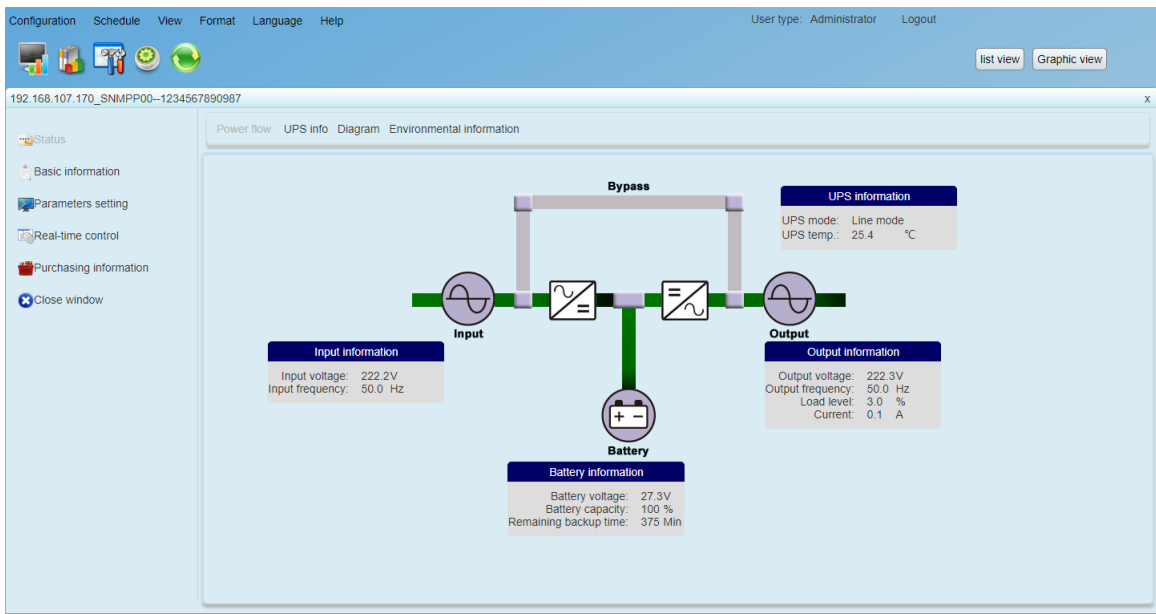 Configuration Schedule View Format Language Help User type: Administrator Logout
list view Graphic view
192.168.107.170_SNMPP00--1234567890987 x
Status
Basic information
Parameters setting
Real-time control
Purchasing information
Close window
Power flow UPS info Diagram Environmental information
Bypass
UPS information
UPS mode: Line mode
UPS temp.: 25.4 ℃
Input
Input information
Input voltage: 222.2V
Input frequency: 50.0 Hz
Output
Output information
Output voltage: 222.3V
Output frequency: 50.0 Hz
Load level: 3.0 %
Current: 0.1 A
Battery
Battery information
Battery voltage: 27.3V
Battery capacity: 100 %
Remaining backup time: 375 Min